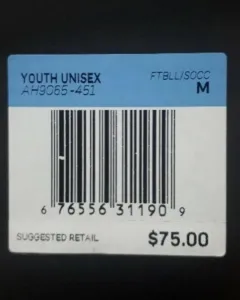 YOUTH UNISEX FTBLL/SOCC
AH9065-451 M
6 76556 31190 9
SUGGESTED RETAIL $75.00